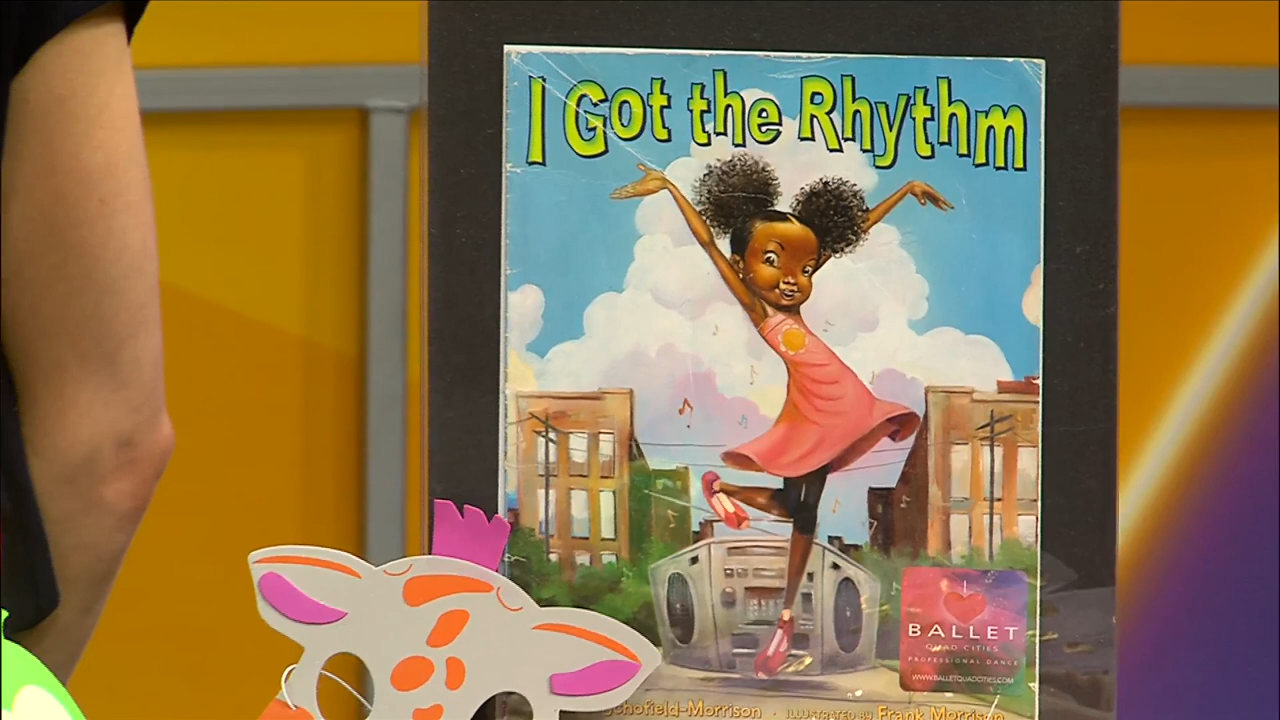 I Got the Rhythm
I
BALLET
QUAD CITIES
PROFESSIONAL DANCE
WWW.BALLETQUADCITIES.COM
Schofield-Morrison · ILLUSTRATED BY Frank Morrison